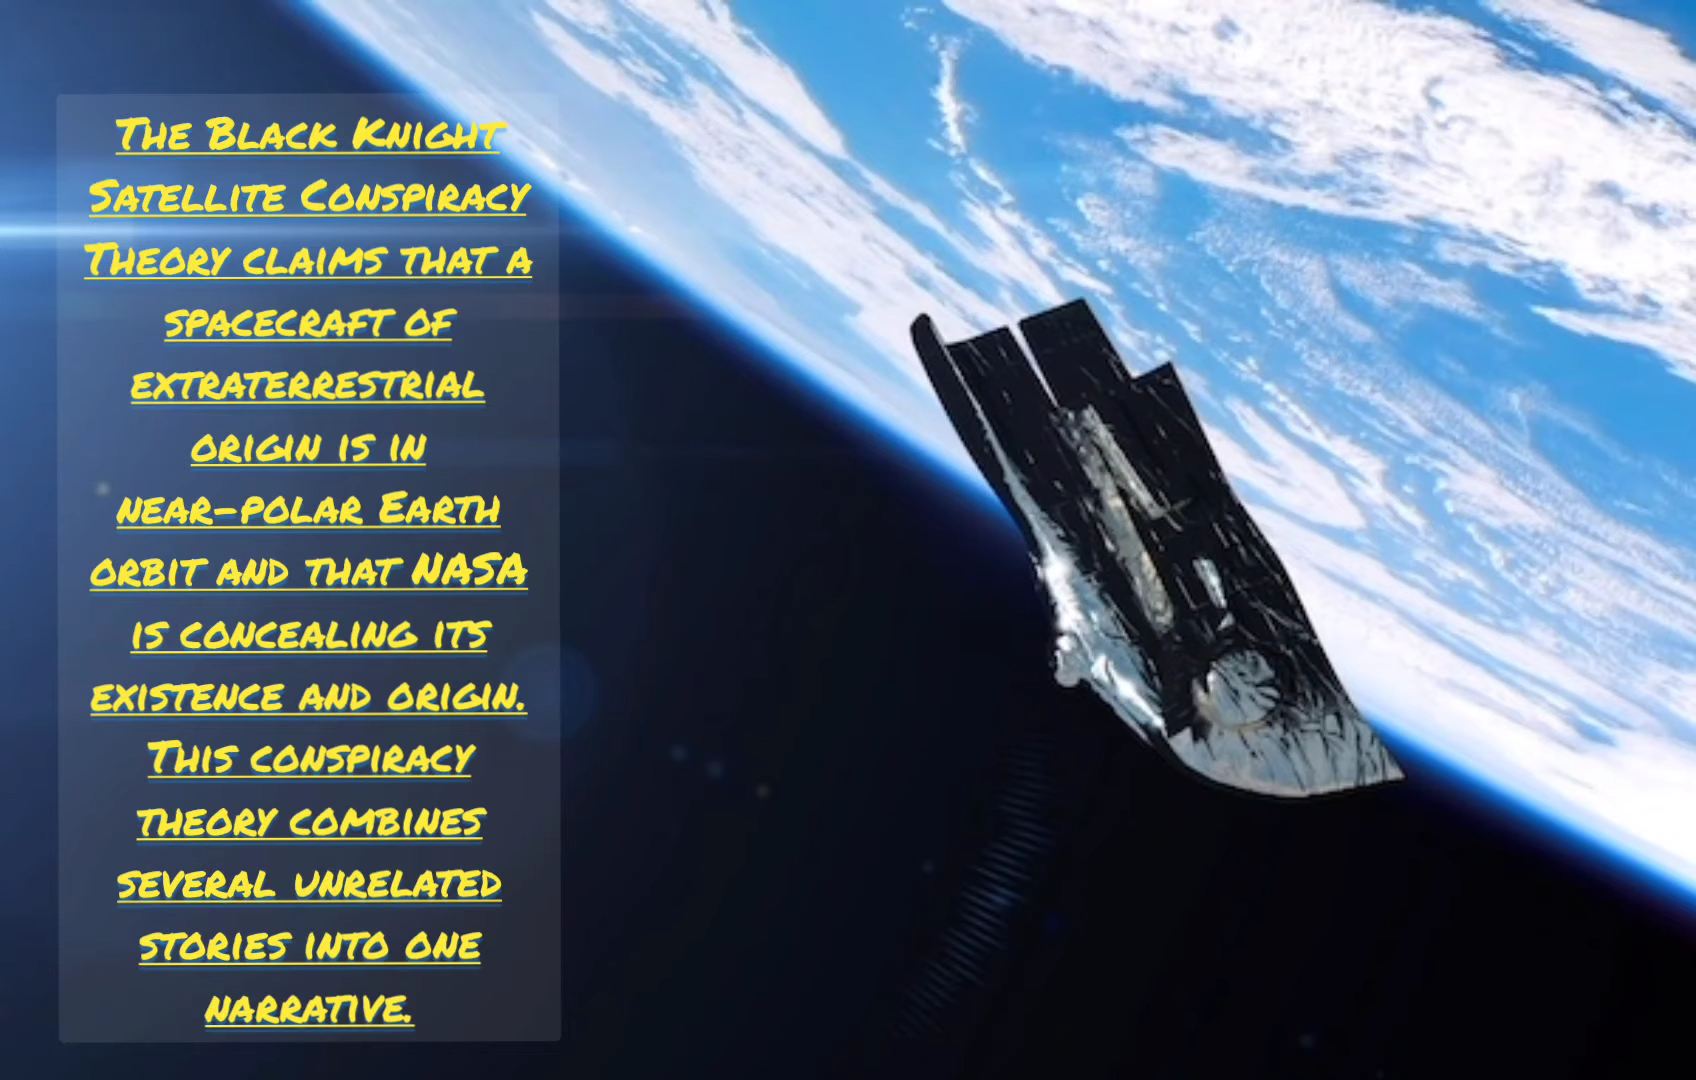 The Black Knight
Satellite Conspiracy
Theory claims that a
spacecraft of
extraterrestrial
origin is in
near-polar Earth
orbit and that NASA
is concealing its
existence and origin.
This conspiracy
theory combines
several unrelated
stories into one
narrative.